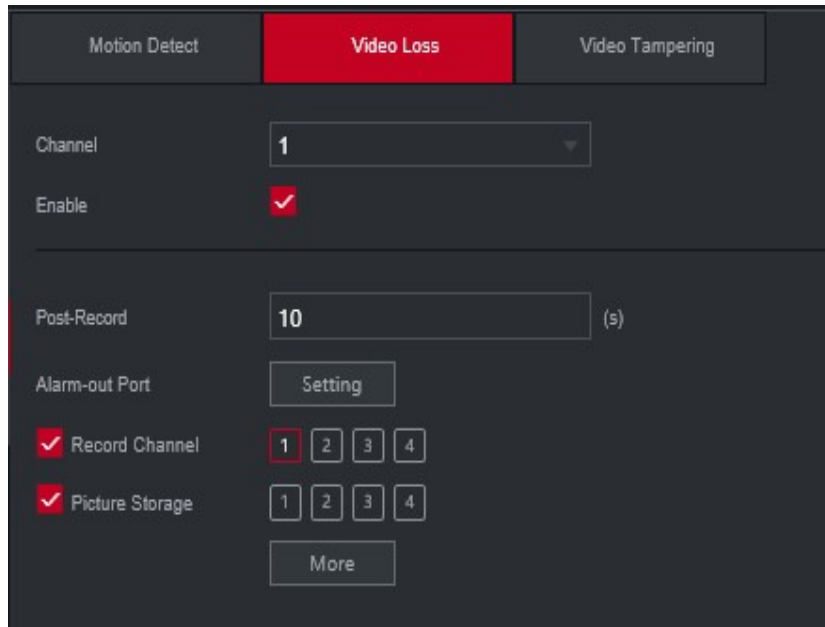 Motion Detect Video Loss Video Tampering
Channel 1
Enable
Post-Record 10 (s)
Alarm-out Port Setting
Record Channel 1 2 3 4
Picture Storage 1 2 3 4
More